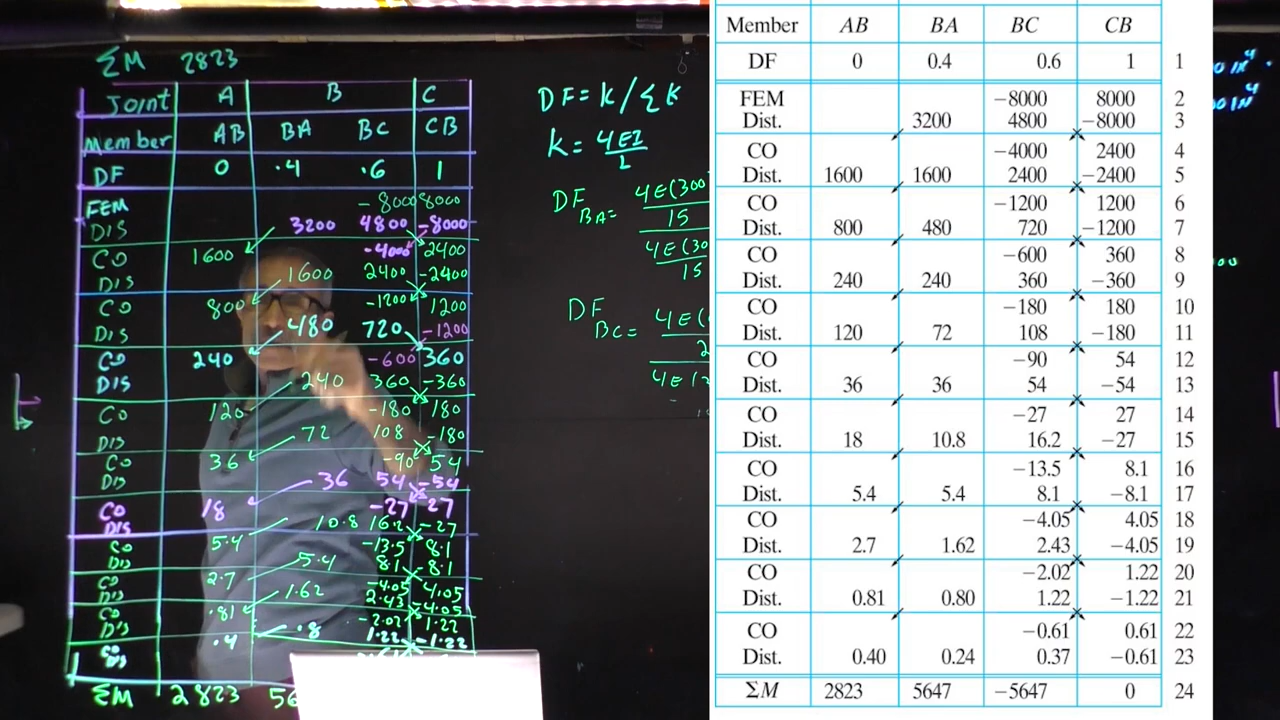 ΣM 2823
Joint A B C
Member AB BA BC CB
DF 0 .4 .6 1
FEM -8000 8000
DIS 3200 4800 -8000
CO 1600 -4000 2400
DIS 1600 2400 -2400
CO 800 -1200 1200
DIS 480 720 -1200
CO 240 -600 360
DIS 240 360 -360
CO 120 -180 180
DIS 72 108 -180
CO 36 -90 54
DIS 36 54 -54
CO 18 -27 27
DIS 10.8 16.2 -27
CO 5.4 -13.5 8.1
DIS 5.4 8.1 -8.1
CO 2.7 -4.05 4.05
DIS 1.62 2.43 -4.05
CO .81 -2.02 1.22
DIS .8 1.22 -1.22
CO .4
DIS
ΣM 2823 56
DF = K / Σ K
K = 4EI
L
DF BA = 4E(300
15
4E(30
15
DF BC = 4E(
2
4E(2
Member AB BA BC CB
DF 0 0.4 0.6 1 1
FEM −8000 8000 2
Dist. 3200 4800 −8000 3
CO −4000 2400 4
Dist. 1600 1600 2400 −2400 5
CO −1200 1200 6
Dist. 800 480 720 −1200 7
CO −600 360 8
Dist. 240 240 360 −360 9
CO −180 180 10
Dist. 120 72 108 −180 11
CO −90 54 12
Dist. 36 36 54 −54 13
CO −27 27 14
Dist. 18 10.8 16.2 −27 15
CO −13.5 8.1 16
Dist. 5.4 5.4 8.1 −8.1 17
CO −4.05 4.05 18
Dist. 2.7 1.62 2.43 −4.05 19
CO −2.02 1.22 20
Dist. 0.81 0.80 1.22 −1.22 21
CO −0.61 0.61 22
Dist. 0.40 0.24 0.37 −0.61 23
ΣM 2823 5647 −5647 0 24